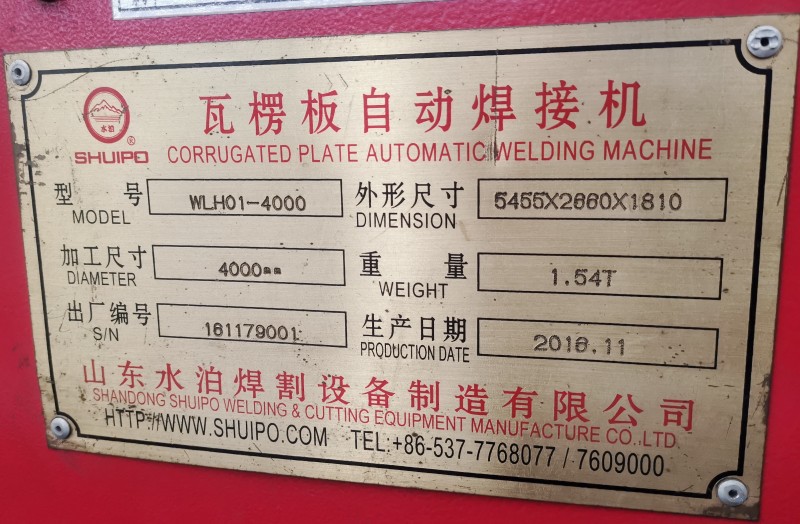 水泊
®
SHUIPO
瓦楞板自动焊接机
CORRUGATED PLATE AUTOMATIC WELDING MACHINE
型号 WLH01-4000 外形尺寸 5455X2660X1810
MODEL DIMENSION
加工尺寸 4000mm 重量 1.54T
DIAMETER WEIGHT
出厂编号 161179001 生产日期 2016.11
S/N PRODUCTION DATE
山东水泊焊割设备制造有限公司
SHANDONG SHUIPO WELDING & CUTTING EQUIPMENT MANUFACTURE CO.,LTD
HTTP://WWW.SHUIPO.COM TEL.+86-537-7768077 / 7609000